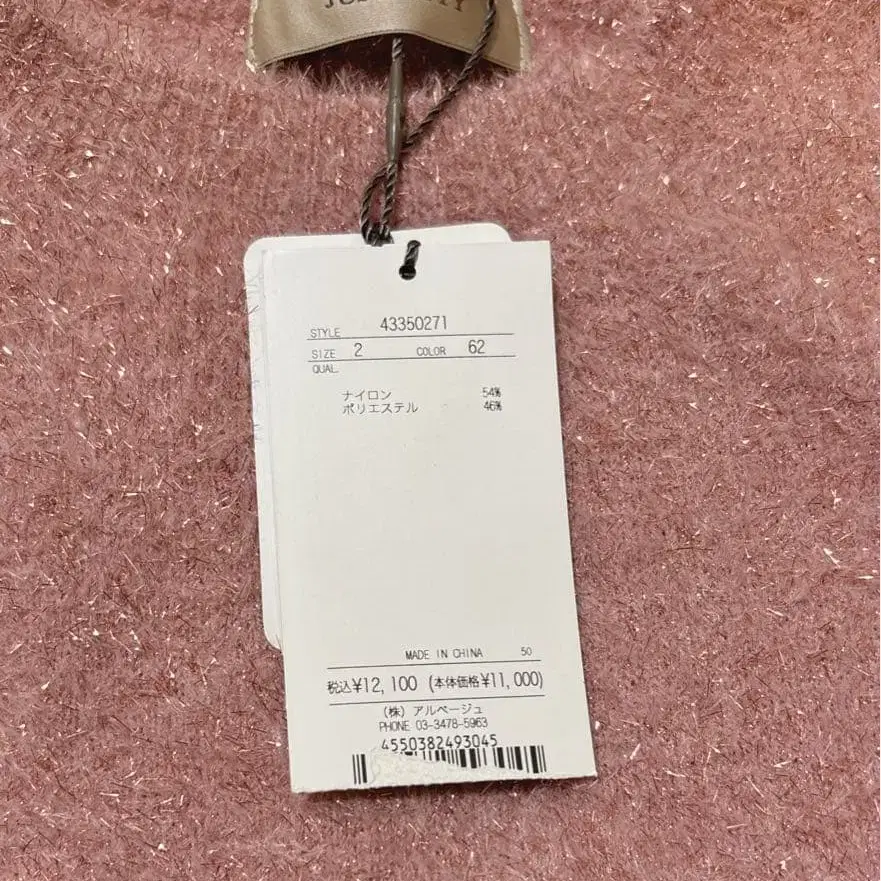 STYLE 43350271
SIZE 2 COLOR 62
QUAL.
ナイロン 54%
ポリエステル 46%
MADE IN CHINA 50
税込¥12,100 (本体価格¥11,000)
(株) アルページュ
PHONE 03-3478-5963
4550382493045